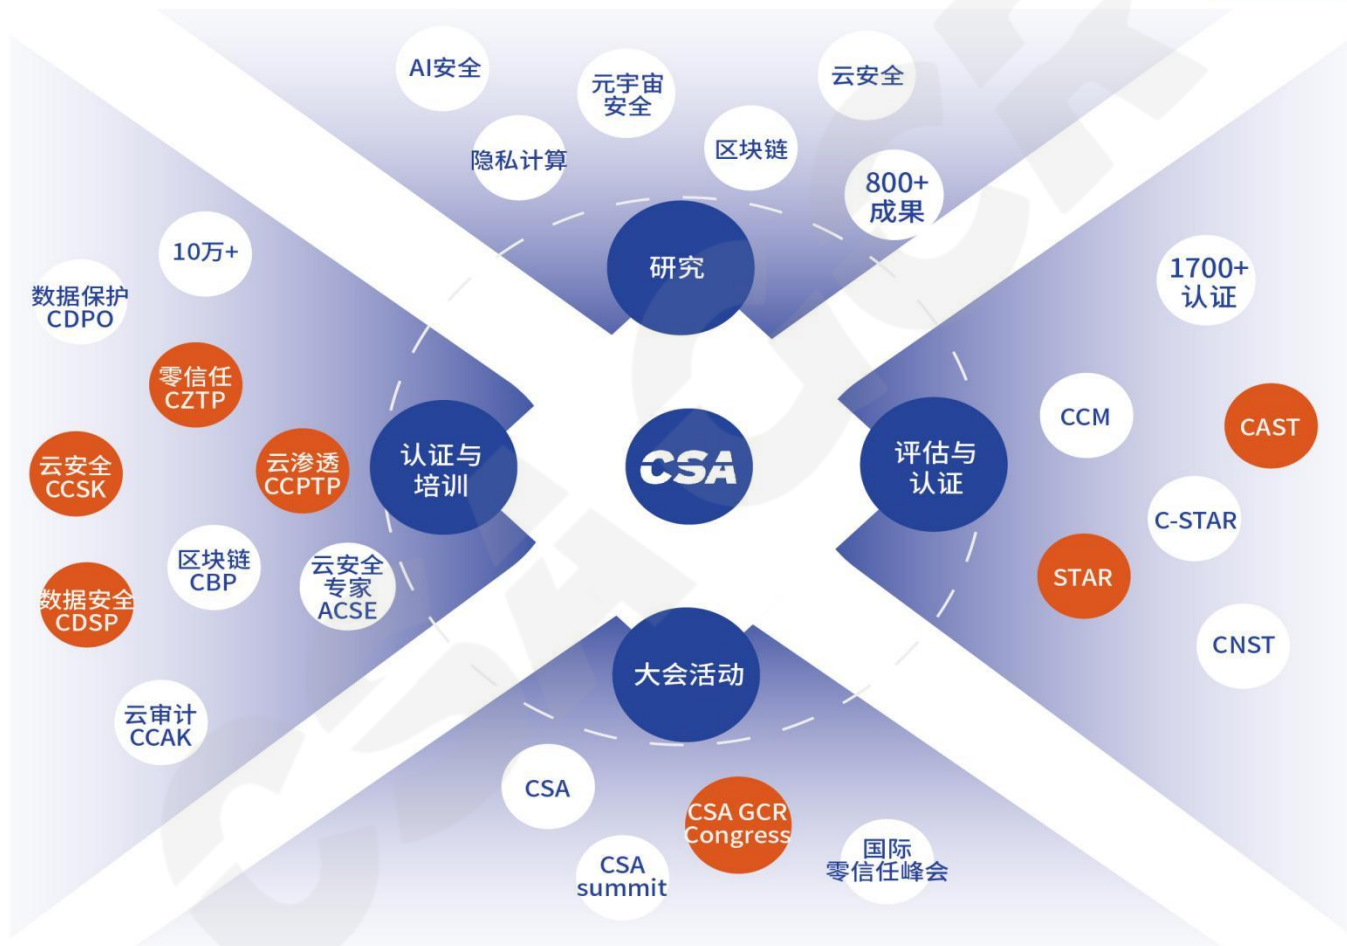 AI安全
元宇宙
安全
云安全
隐私计算
区块链
800+
成果
研究
10万+
数据保护
CDPO
零信任
CZTP
云安全
CCSK
云渗透
CCPTP
数据安全
CDSP
区块链
CBP
云安全
专家
ACSE
云审计
CCAK
认证与
培训
CSA
评估与
认证
1700+
认证
CCM
CAST
C-STAR
STAR
CNST
大会活动
CSA
CSA
summit
CSA GCR
Congress
国际
零信任峰会
CSA GCR